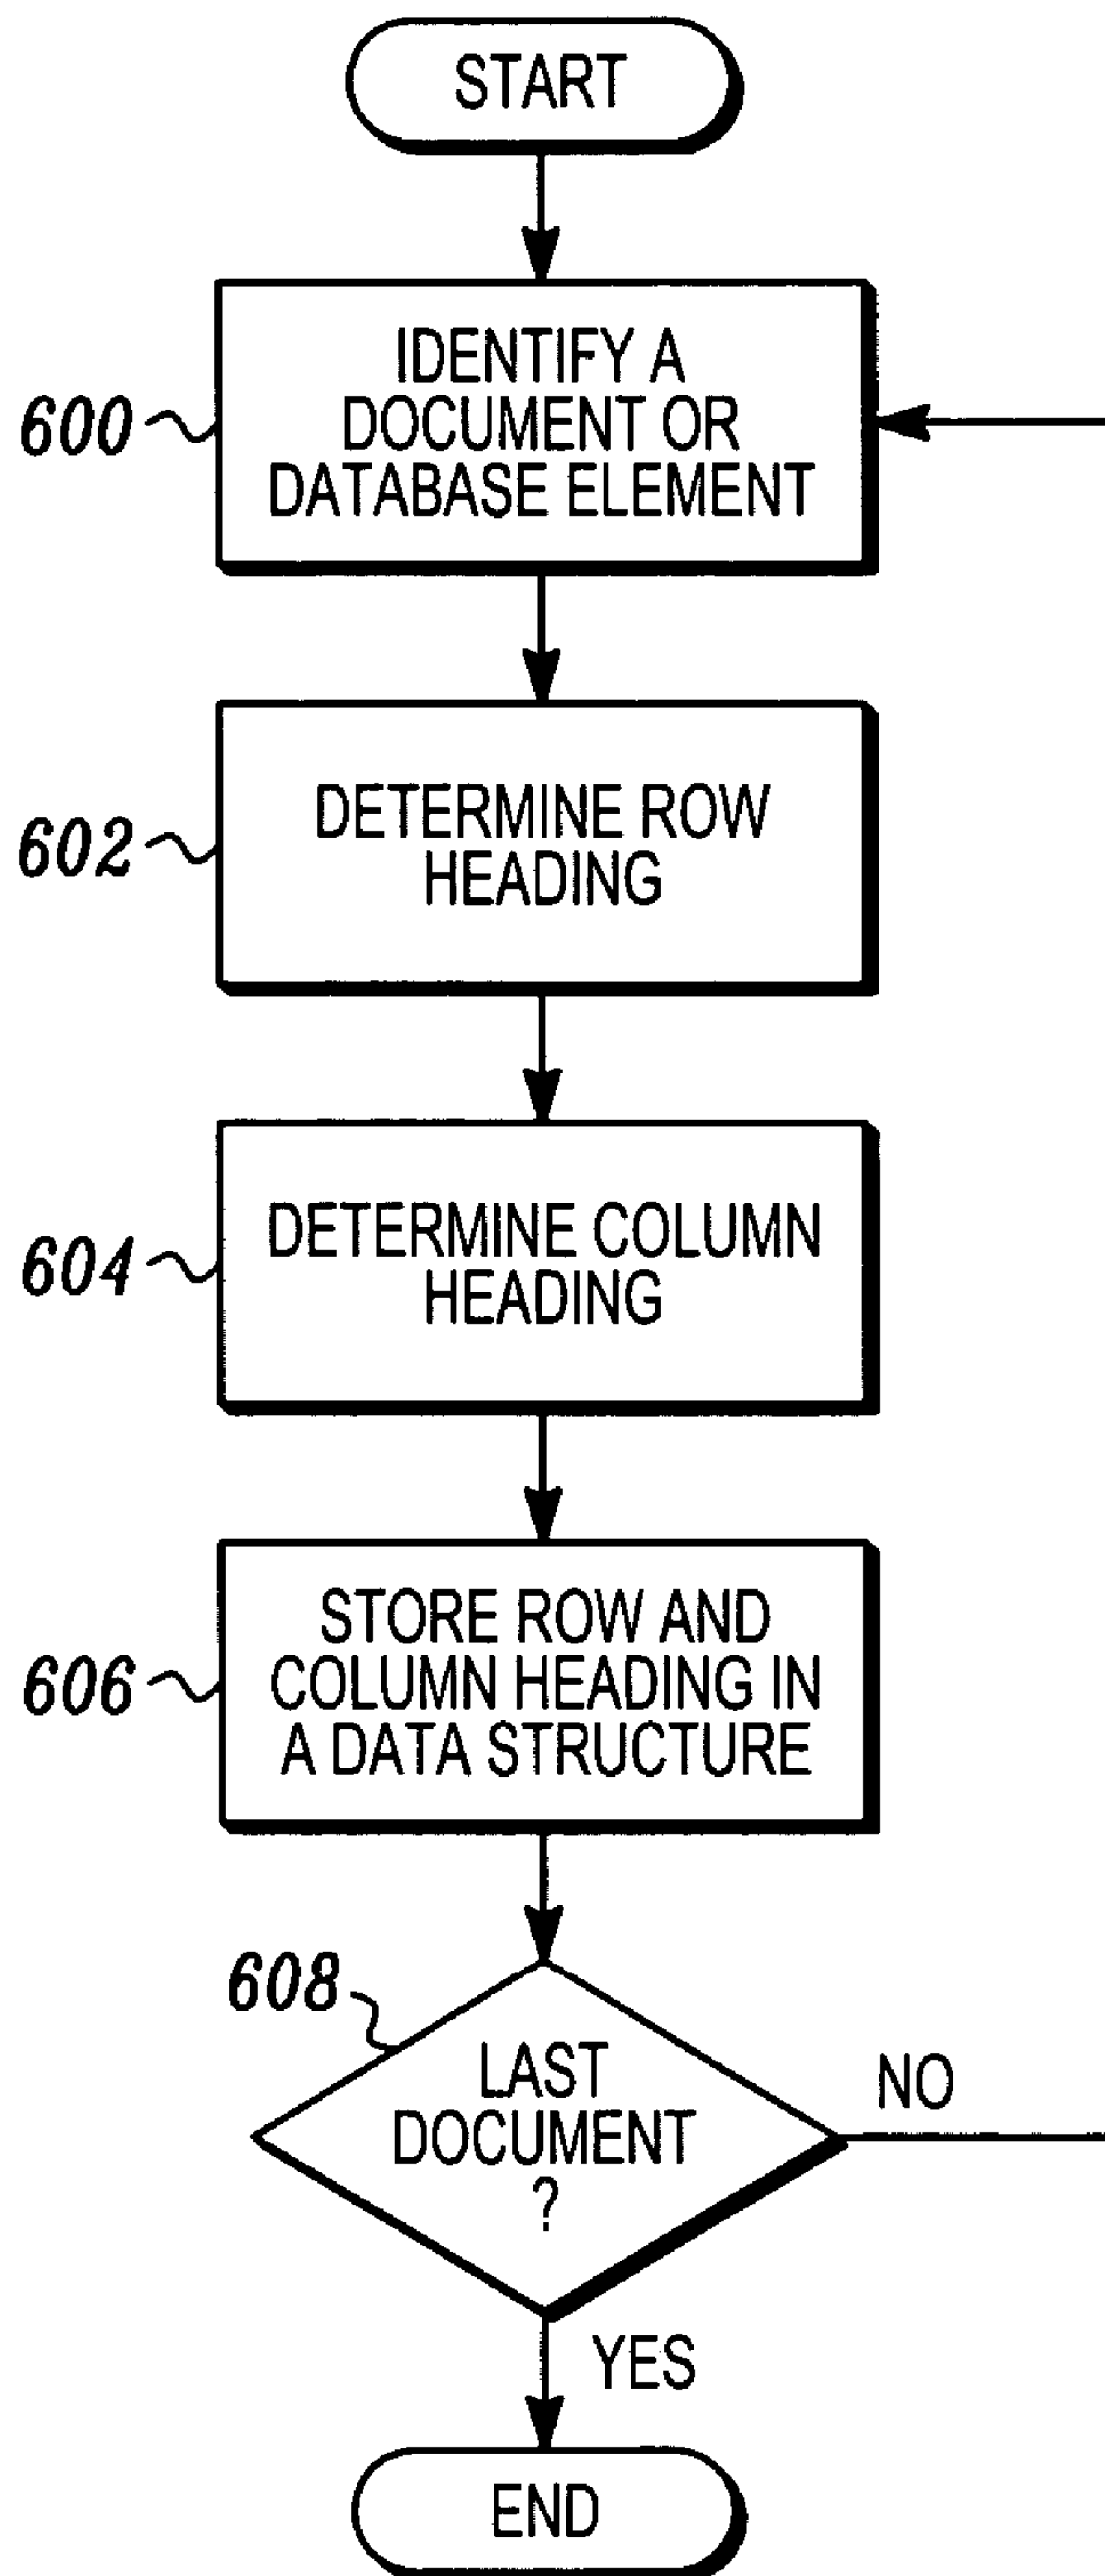 START
600
IDENTIFY A
DOCUMENT OR
DATABASE ELEMENT
602
DETERMINE ROW
HEADING
604
DETERMINE COLUMN
HEADING
606
STORE ROW AND
COLUMN HEADING IN
A DATA STRUCTURE
608
LAST
DOCUMENT
?
NO
YES
END